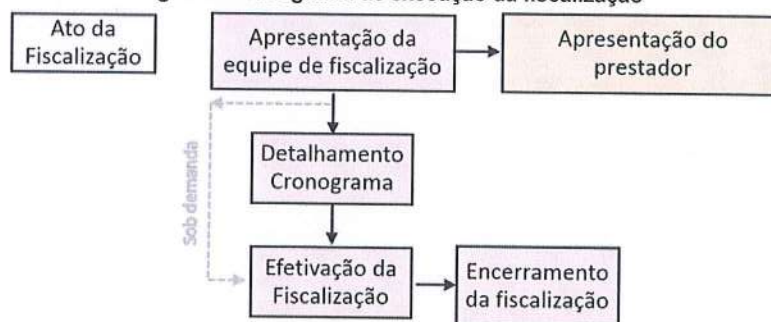 Ato da
Fiscalização
Apresentação da
equipe de fiscalização
Apresentação do
prestador
Sob demanda
Detalhamento
Cronograma
Efetivação da
Fiscalização
Encerramento
da fiscalização